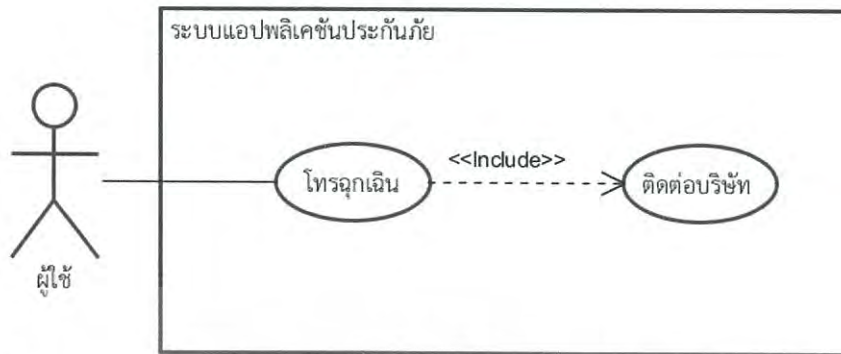 ระบบแอปพลิเคชันประกันภัย
<<Include>>
โทรฉุกเฉิน
ติดต่อบริษัท
ผู้ใช้